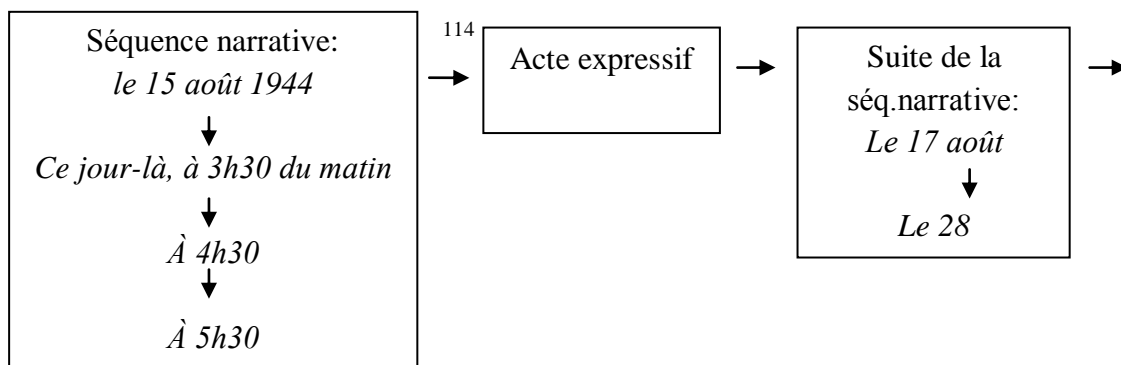 Séquence narrative:
le 15 août 1944
Ce jour-là, à 3h30 du matin
À 4h30
À 5h30
114
Acte expressif
Suite de la
séq.narrative:
Le 17 août
Le 28